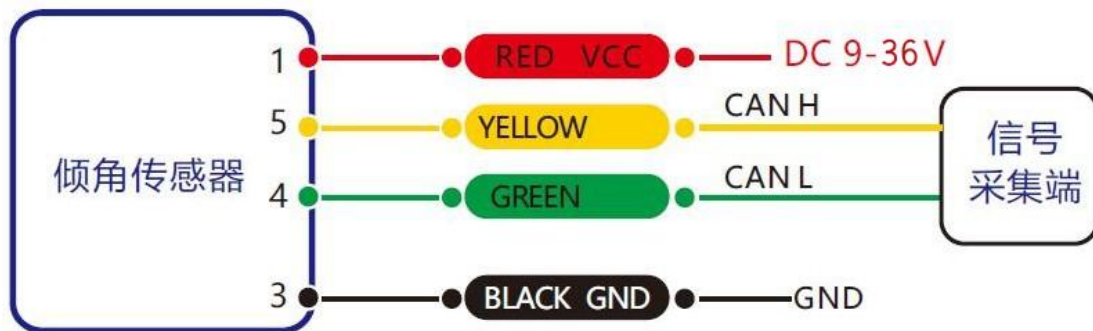 1 RED VCC DC 9-36V
5 YELLOW CAN H
4 GREEN CAN L
3 BLACK GND GND
倾角传感器
信号
采集端